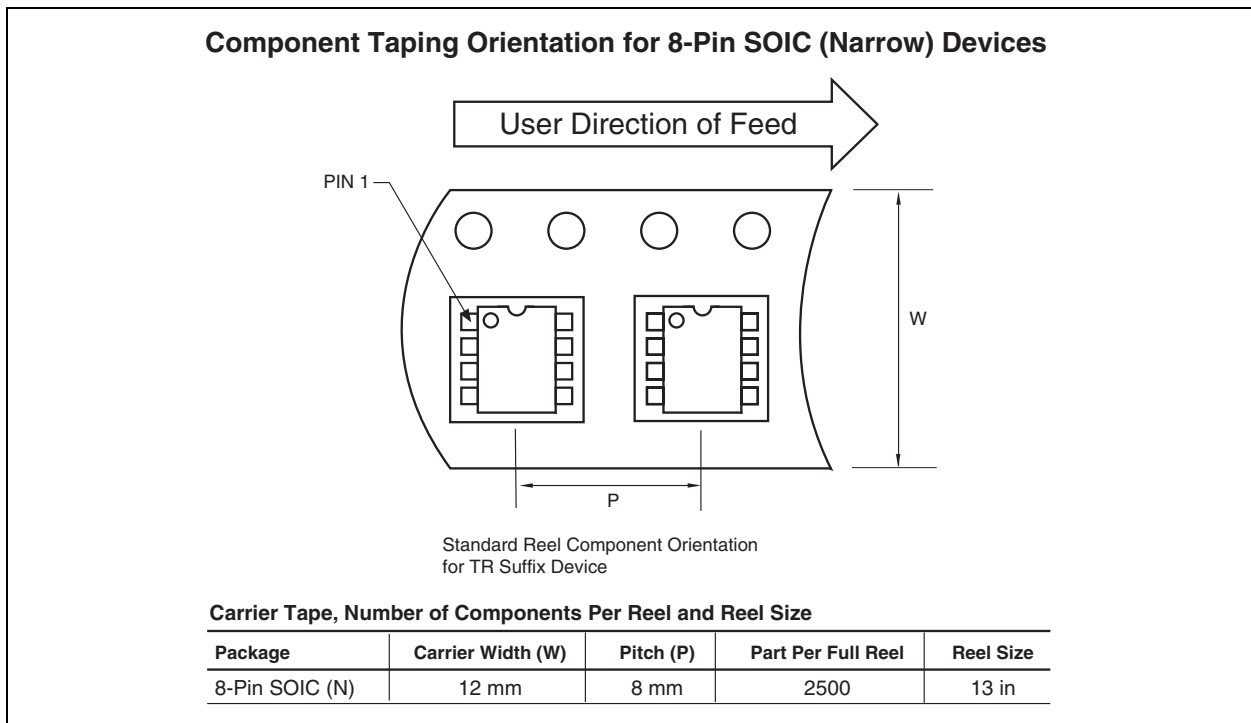 Component Taping Orientation for 8-Pin SOIC (Narrow) Devices
User Direction of Feed
PIN 1
W
P
Standard Reel Component Orientation
for TR Suffix Device
Carrier Tape, Number of Components Per Reel and Reel Size
Package Carrier Width (W) Pitch (P) Part Per Full Reel Reel Size
8-Pin SOIC (N) 12 mm 8 mm 2500 13 in